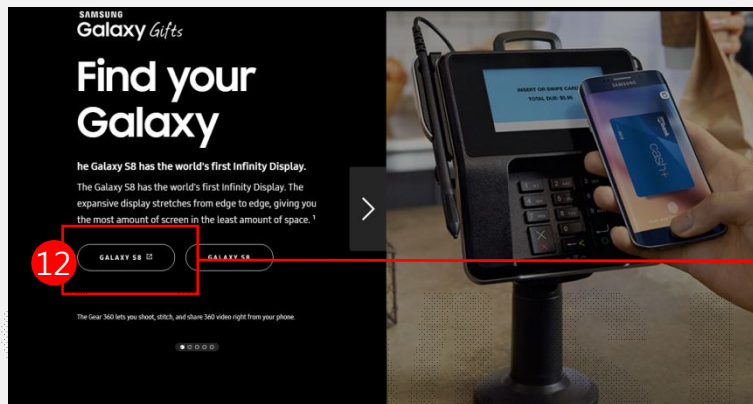 SAMSUNG
Galaxy Gifts
Find your
Galaxy
he Galaxy S8 has the world's first Infinity Display.
The Galaxy S8 has the world's first Infinity Display. The
expansive display stretches from edge to edge, giving you
the most amount of screen in the least amount of space. ¹
12
GALAXY S8
GALAXY S8
The Gear 360 lets you shoot, stitch, and share 360 video right from your phone.
INSERT OR SWIPE CARD
TOTAL DUE: $5.95
SAMSUNG
cash+